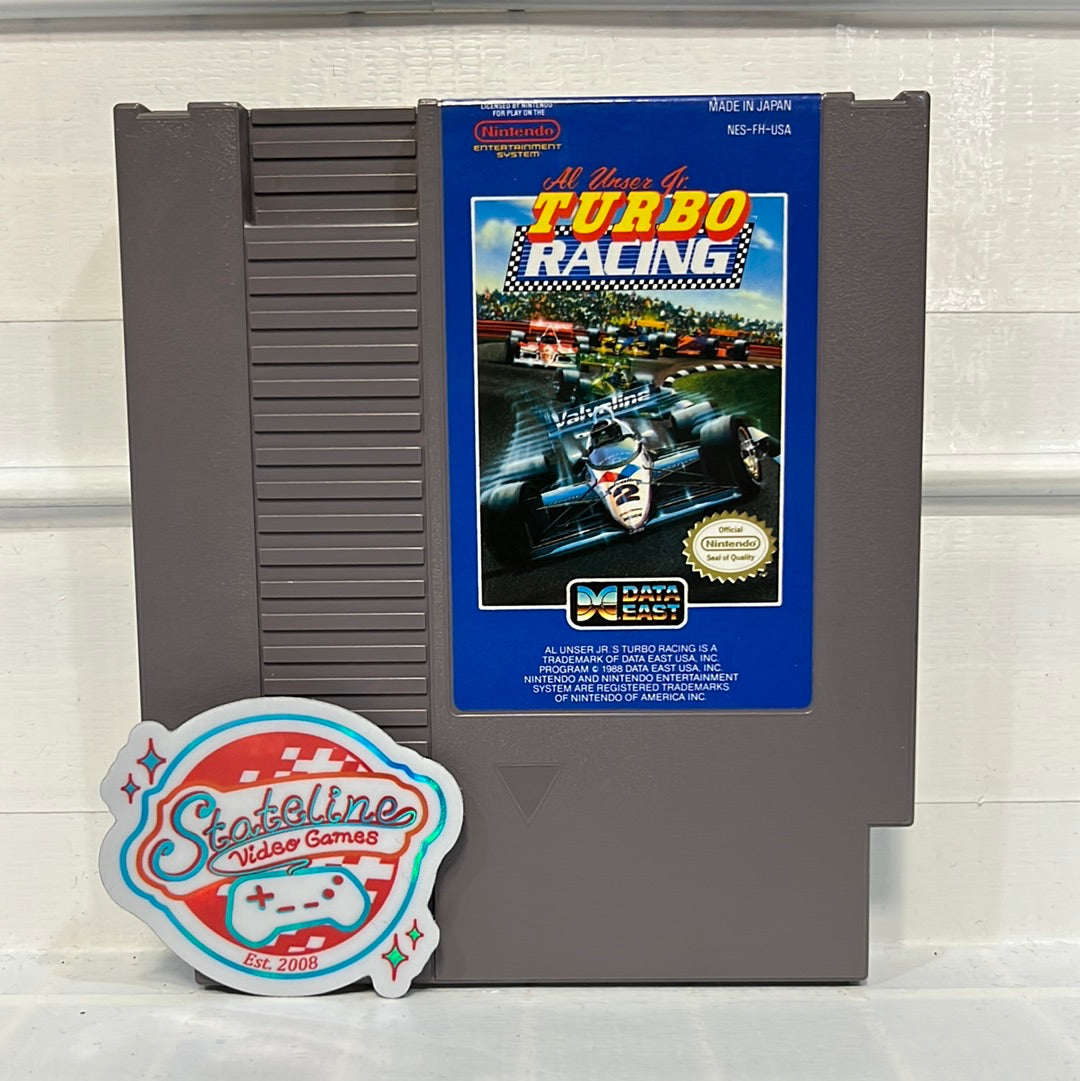 LICENSED BY NINTENDO
FOR PLAY ON THE
Nintendo
ENTERTAINMENT
SYSTEM
MADE IN JAPAN
NES-FH-USA
Al Unser Jr.
TURBO
RACING
Valvoline
2
Official
Nintendo
Seal of Quality
DATA
EAST
AL UNSER JR.'S TURBO RACING IS A
TRADEMARK OF DATA EAST USA, INC.
PROGRAM © 1988 DATA EAST USA, INC.
NINTENDO AND NINTENDO ENTERTAINMENT
SYSTEM ARE REGISTERED TRADEMARKS
OF NINTENDO OF AMERICA INC.
Stateline
Video Games
Est. 2008